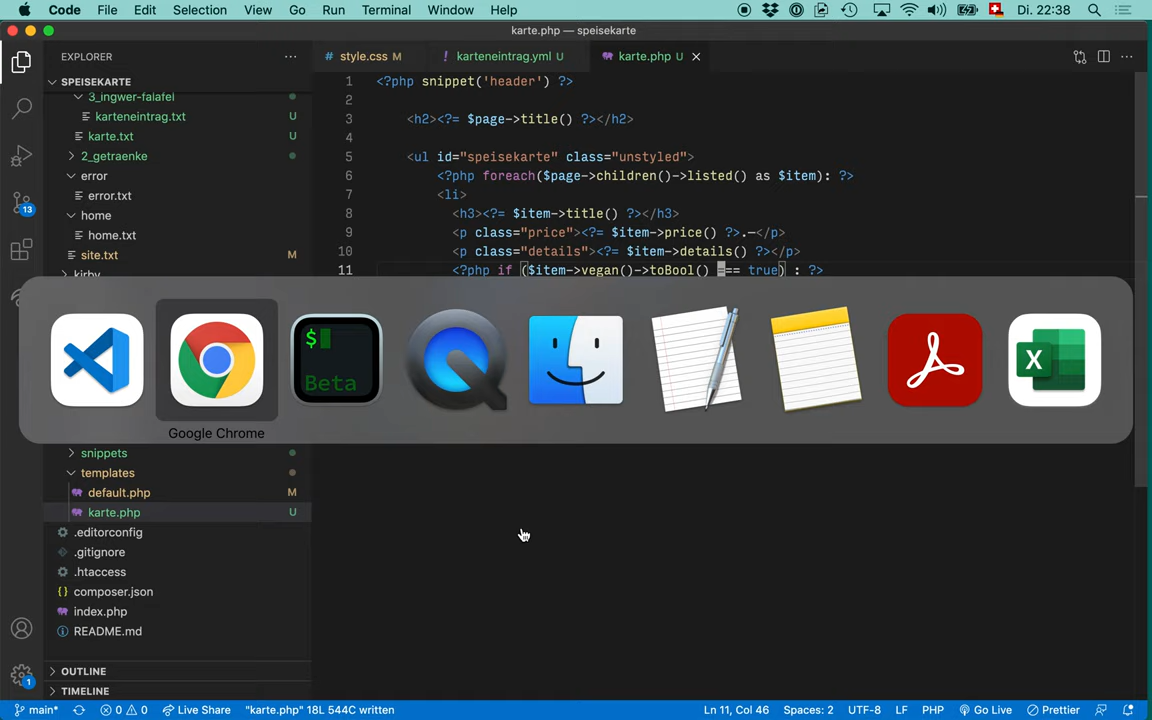 Code File Edit Selection View Go Run Terminal Window Help Di. 22:38
karte.php — speisekarte
EXPLORER
# style.css M ! karteneintrag.yml U karte.php U
SPEISEKARTE
3_ingwer-falafel
karteneintrag.txt U
karte.txt U
2_getraenke
error
error.txt
home
home.txt
site.txt M
kirby
1 <?php snippet('header') ?>
2
3 <h2><?= $page->title() ?></h2>
4
5 <ul id="speisekarte" class="unstyled">
6 <?php foreach($page->children()->listed() as $item): ?>
7 <li>
8 <h3><?= $item->title() ?></h3>
9 <p class="price"><?= $item->price() ?>.—</p>
10 <p class="details"><?= $item->details() ?></p>
11 <?php if ($item->vegan()->toBool() === true) : ?>
$
Beta
X
Google Chrome
snippets
templates
default.php M
karte.php U
.editorconfig
.gitignore
.htaccess
composer.json
index.php
README.md
OUTLINE
TIMELINE
13
1
main* 0 0 Live Share "karte.php" 18L 544C written Ln 11, Col 46 Spaces: 2 UTF-8 LF PHP Go Live Prettier